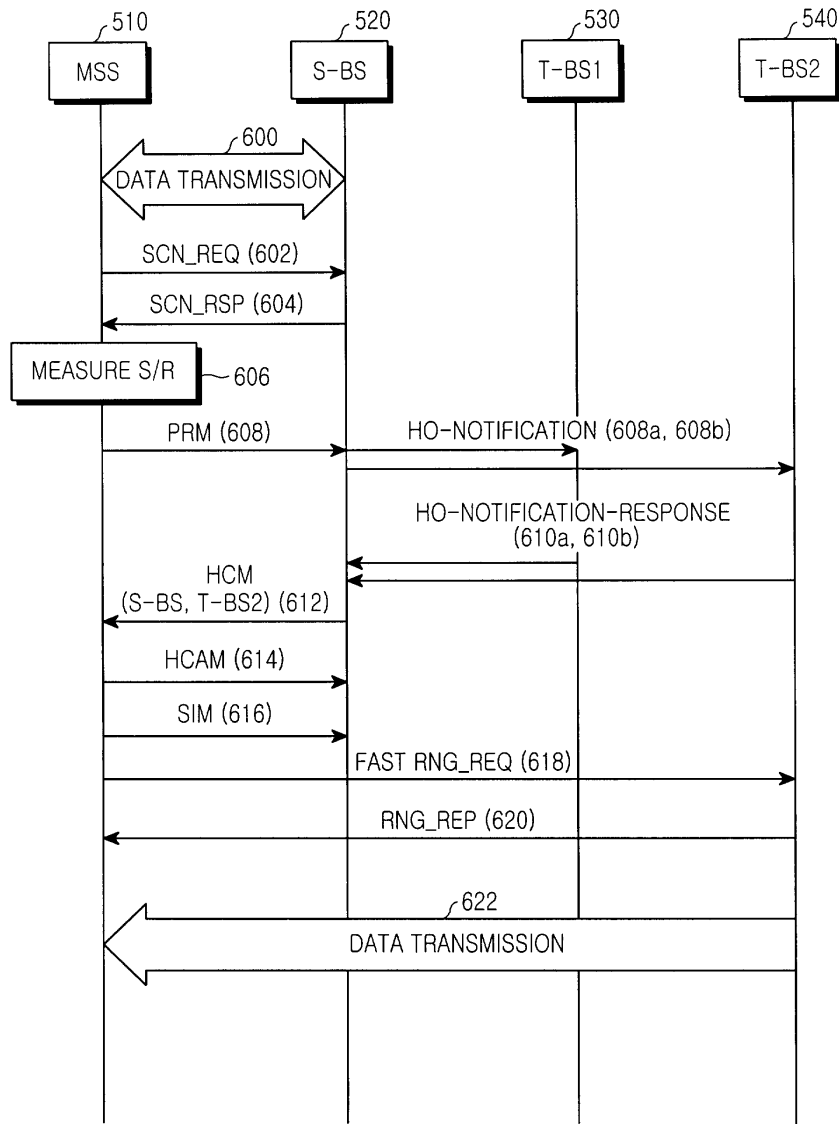 510
520
530
540
MSS
S-BS
T-BS1
T-BS2
600
DATA TRANSMISSION
SCN_REQ (602)
SCN_RSP (604)
MEASURE S/R
606
PRM (608)
HO-NOTIFICATION (608a, 608b)
HO-NOTIFICATION-RESPONSE
(610a, 610b)
HCM
(S-BS, T-BS2) (612)
HCAM (614)
SIM (616)
FAST RNG_REQ (618)
RNG_REP (620)
622
DATA TRANSMISSION